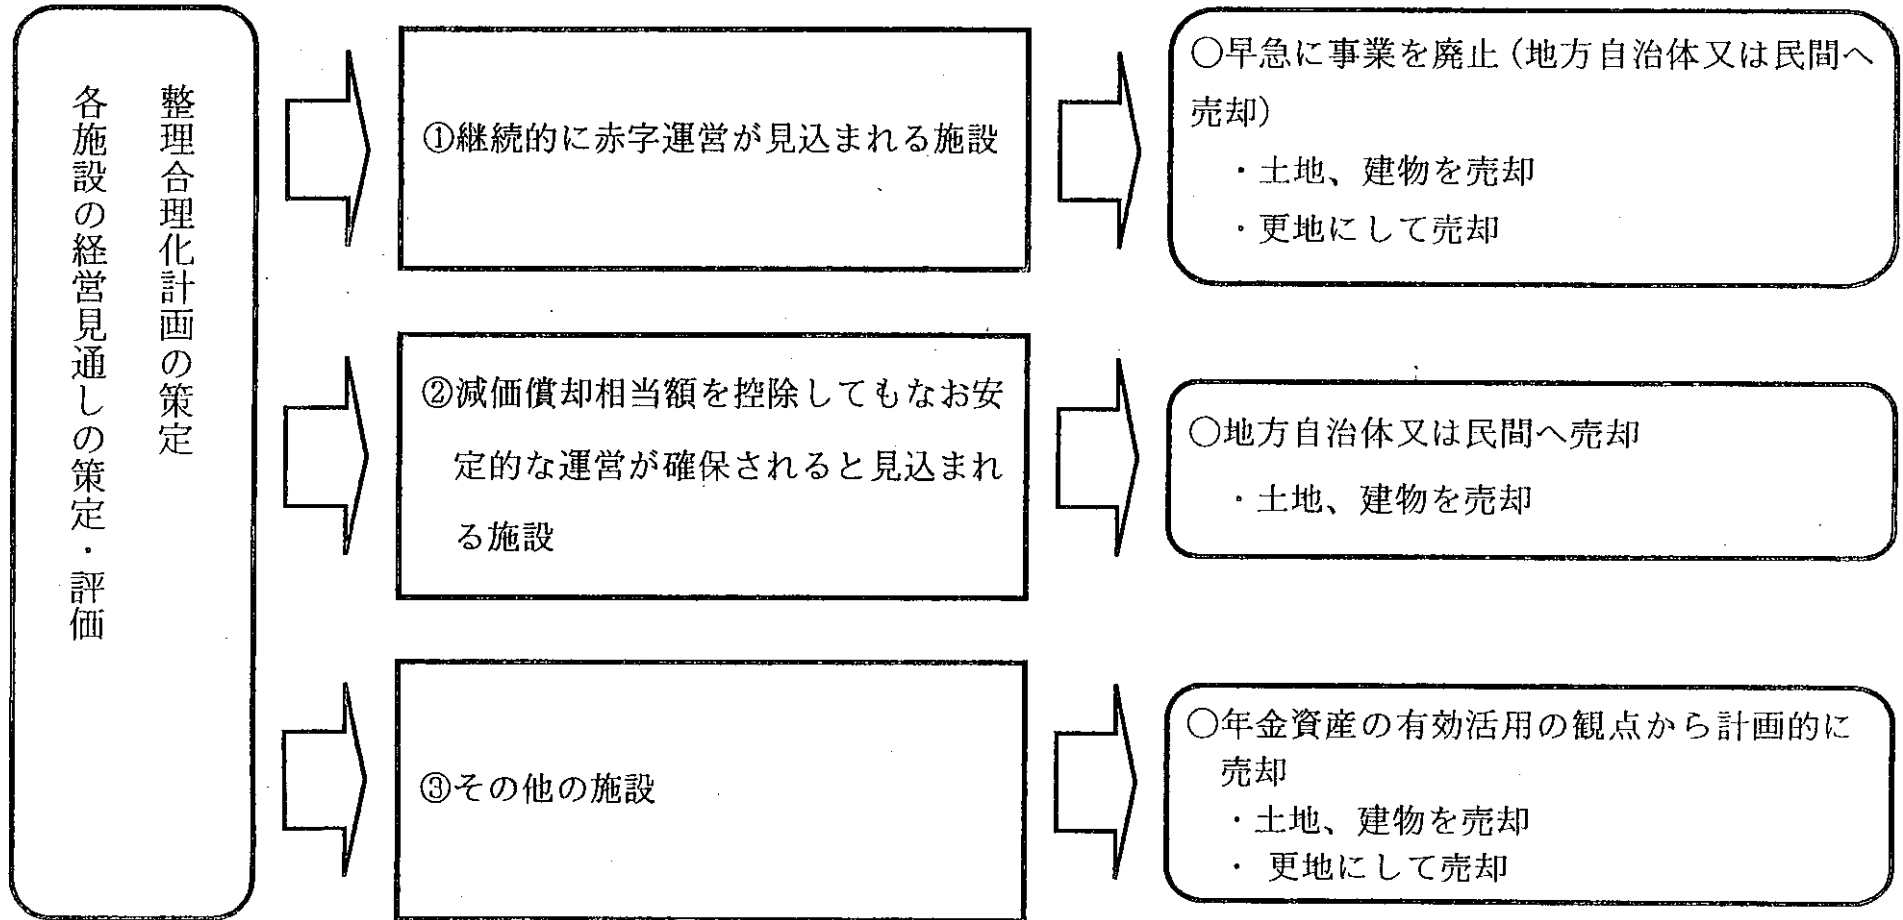 整理合理化計画の策定
各施設の経営見通しの策定・評価
①継続的に赤字運営が見込まれる施設
○早急に事業を廃止(地方自治体又は民間へ
売却)
・土地、建物を売却
・更地にして売却
②減価償却相当額を控除してもなお安
定的な運営が確保されると見込まれ
る施設
○地方自治体又は民間へ売却
・土地、建物を売却
③その他の施設
○年金資産の有効活用の観点から計画的に
売却
・土地、建物を売却
・ 更地にして売却